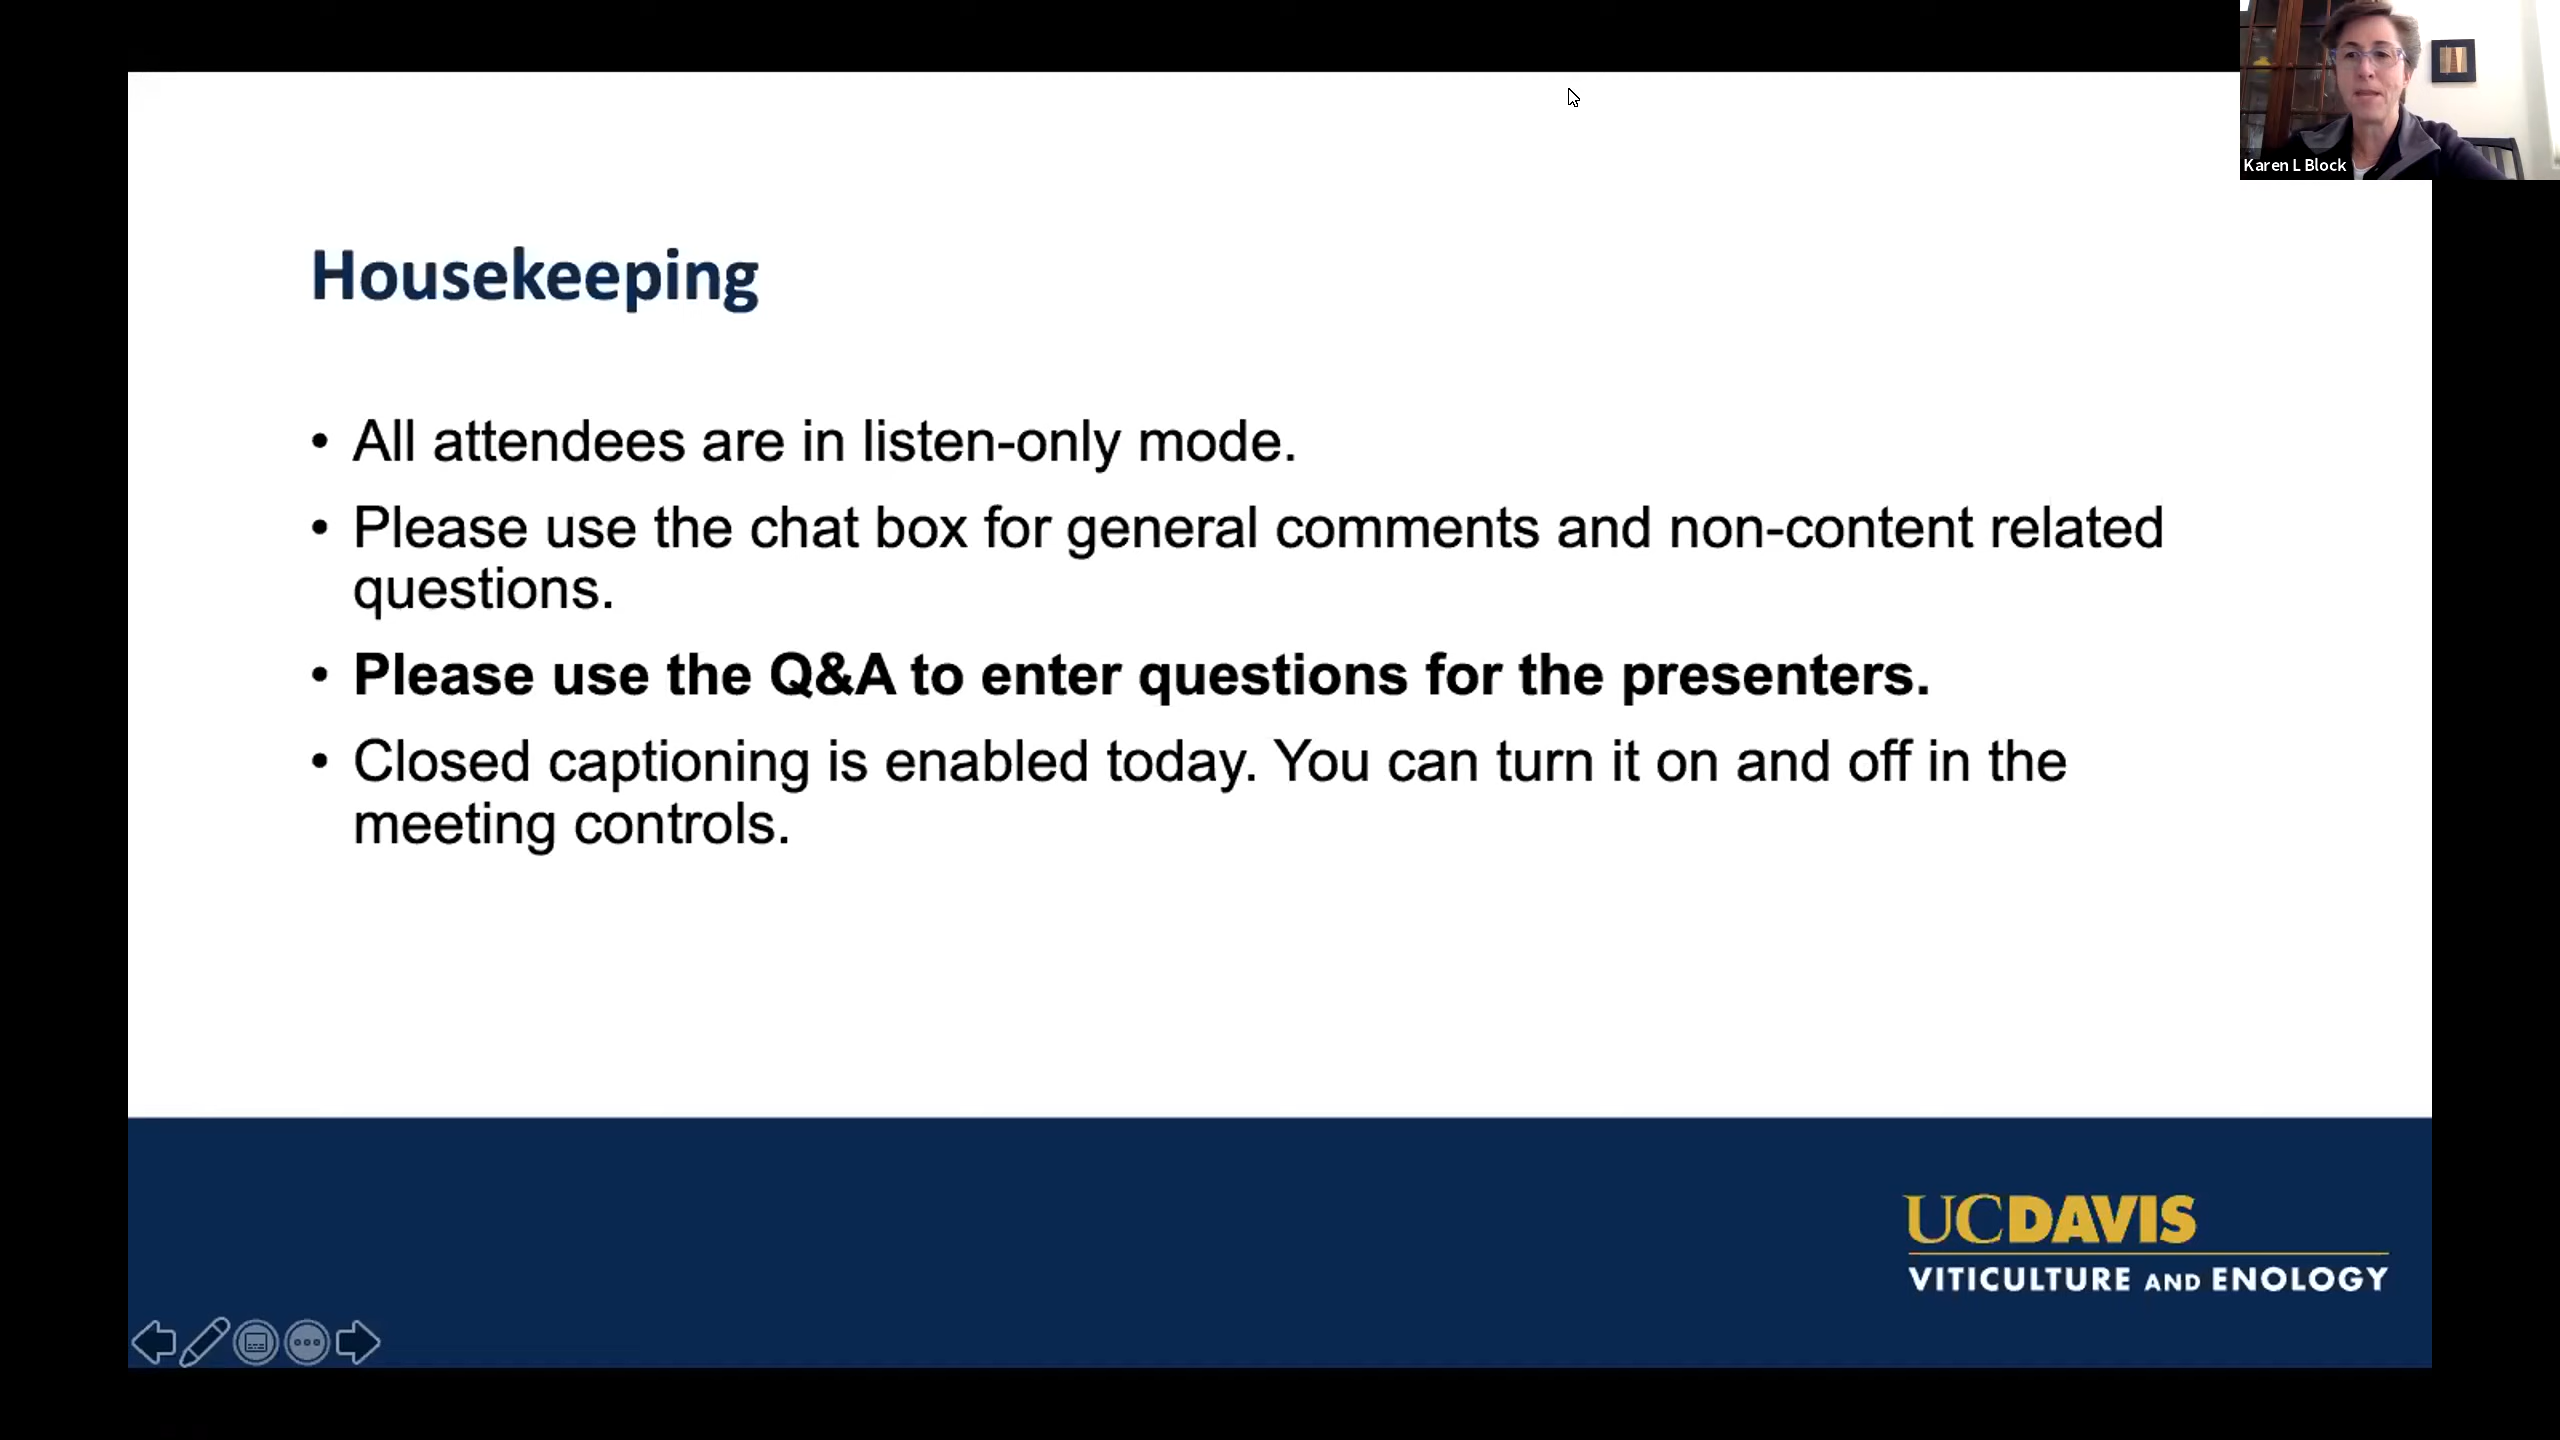 Karen L Block
Housekeeping
• All attendees are in listen-only mode.
• Please use the chat box for general comments and non-content related
questions.
• Please use the Q&A to enter questions for the presenters.
• Closed captioning is enabled today. You can turn it on and off in the
meeting controls.
UCDAVIS
VITICULTURE AND ENOLOGY